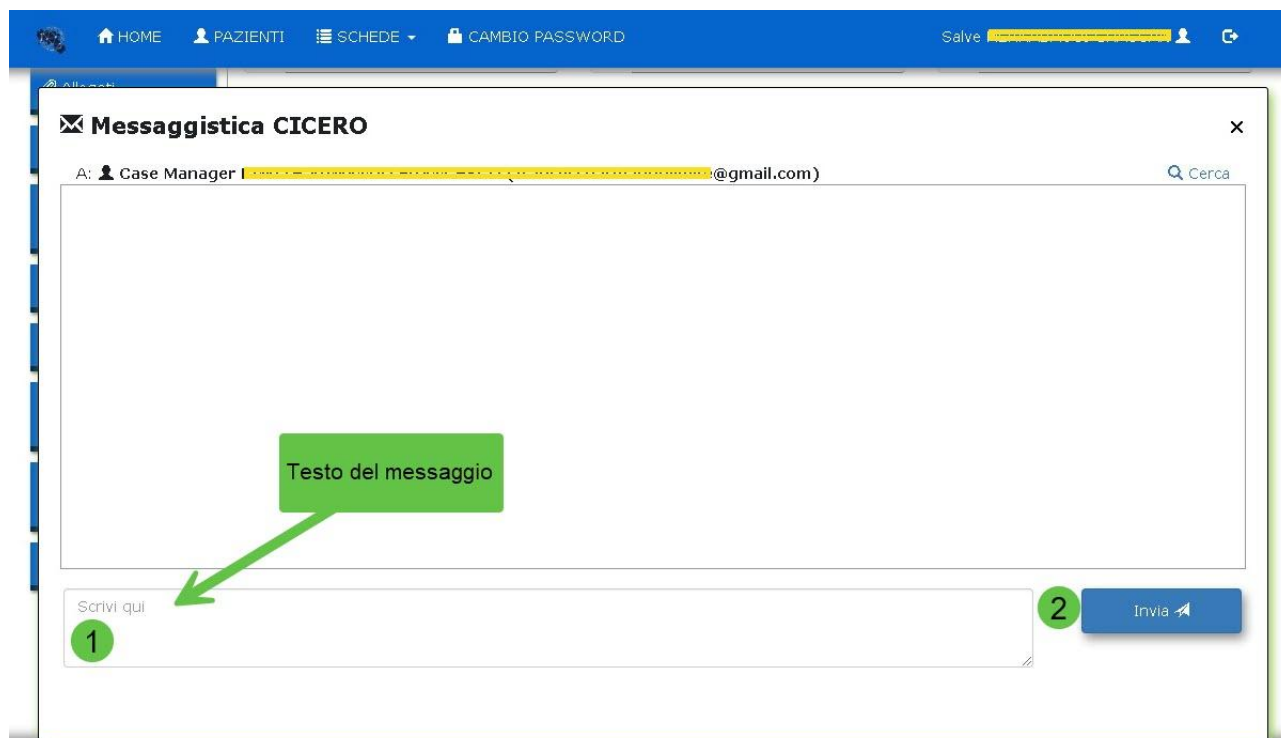 HOME PAZIENTI SCHEDE CAMBIO PASSWORD Salve
Allegati
Messaggistica CICERO ×
A: Case Manager @gmail.com) Cerca
Testo del messaggio
Scrivi qui
1
2 Invia